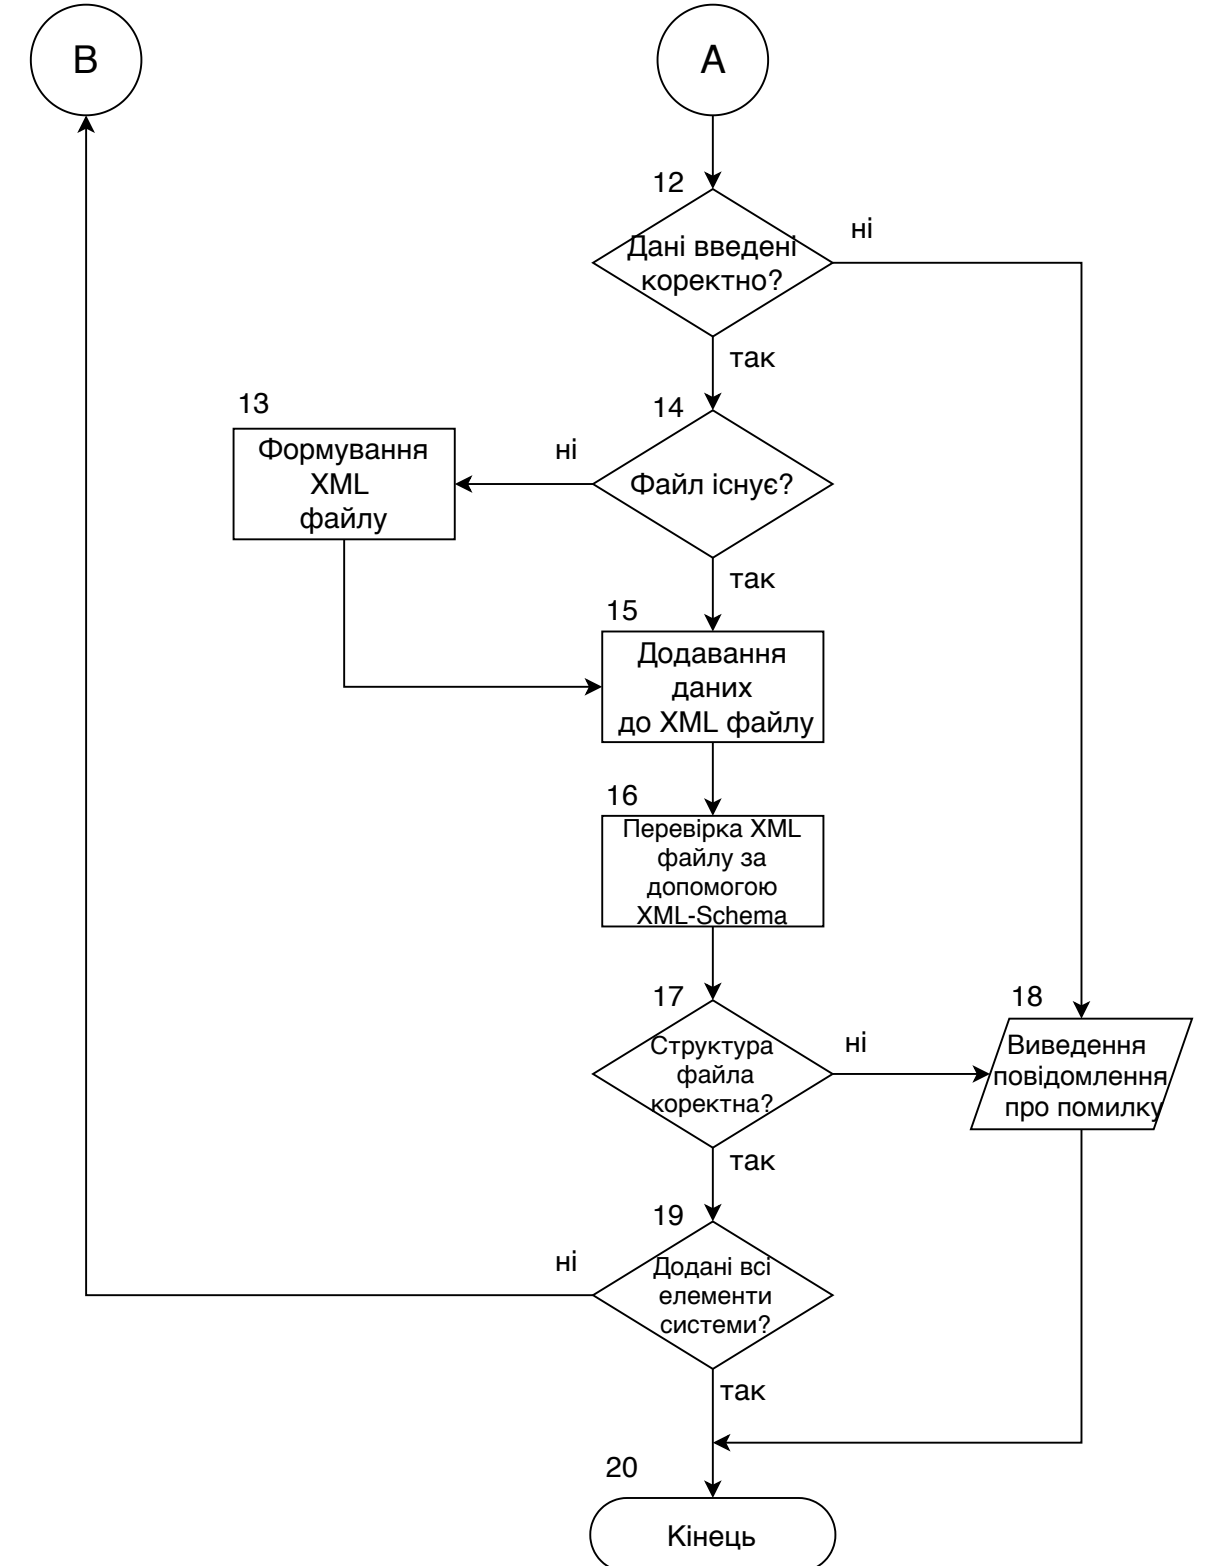 B
A
12
Дані введені
коректно?
ні
так
13
Формування
XML
файлу
ні
14
Файл існує?
так
15
Додавання
даних
до XML файлу
16
Перевірка XML
файлу за
допомогою
XML-Schema
17
Структура
файла
коректна?
ні
18
Виведення
повідомлення
про помилку
так
19
ні
Додані всі
елементи
системи?
так
20
Кінець